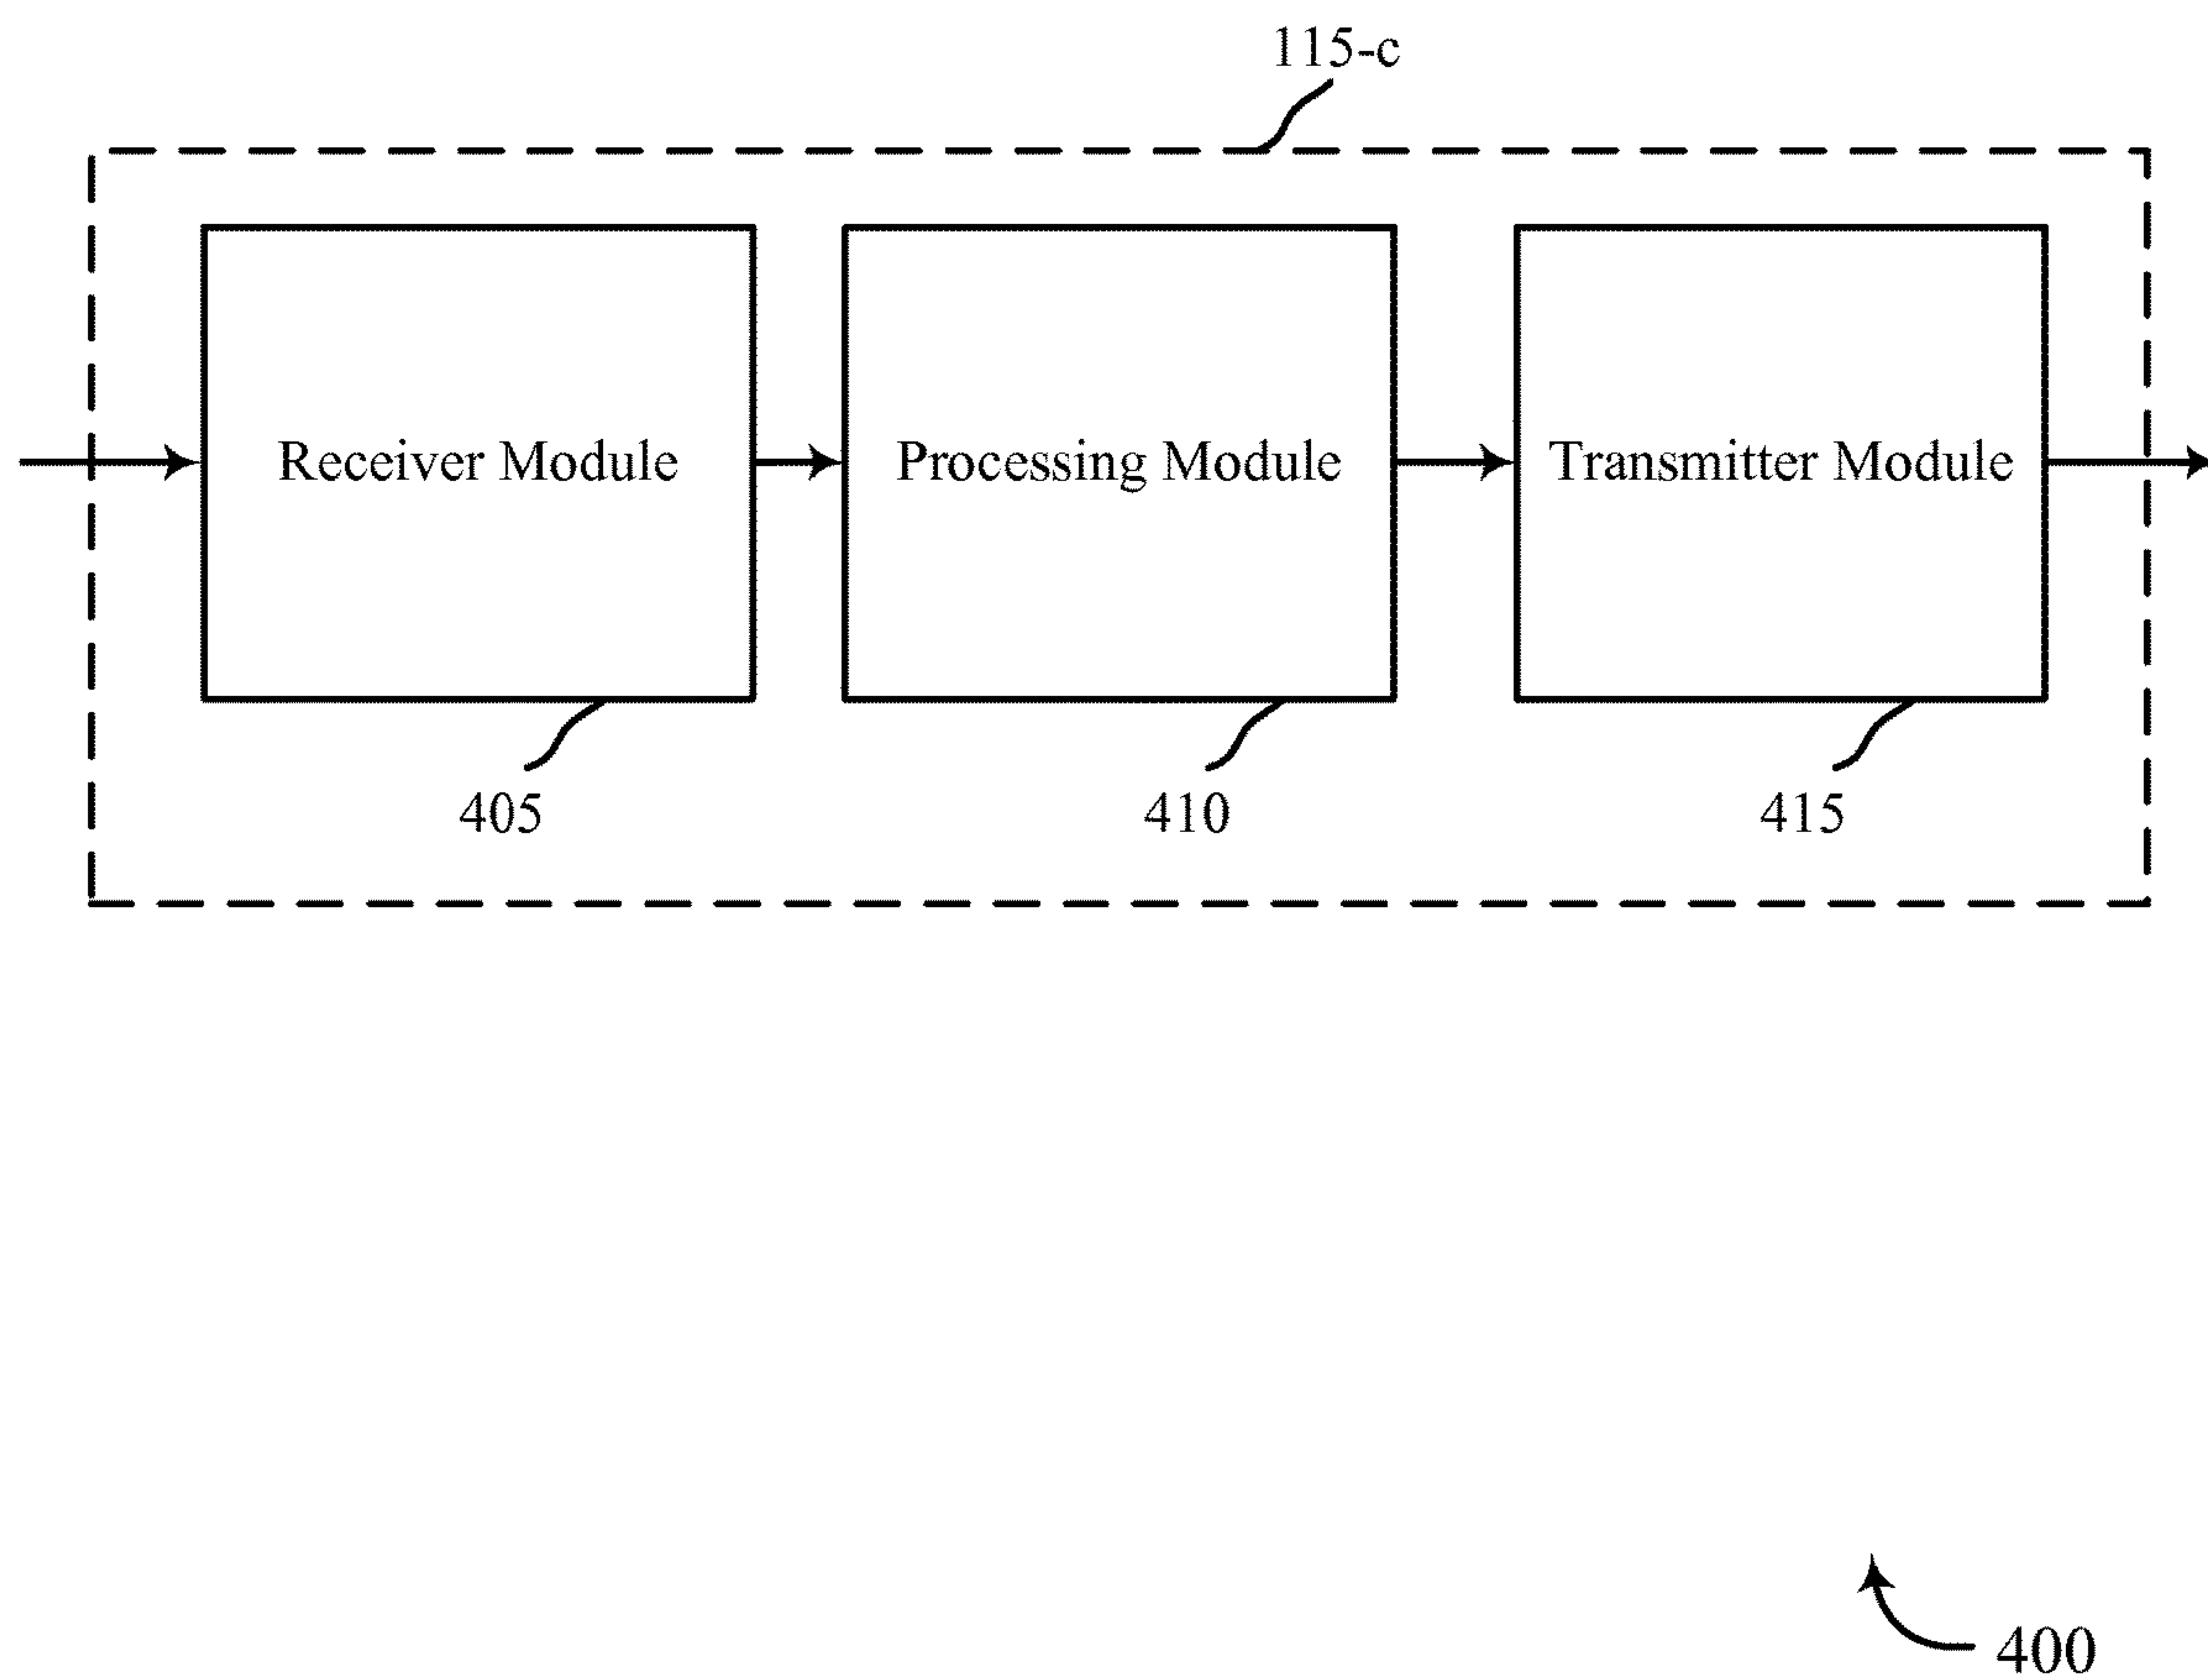 115-c
Receiver Module
Processing Module
Transmitter Module
405
410
415
400